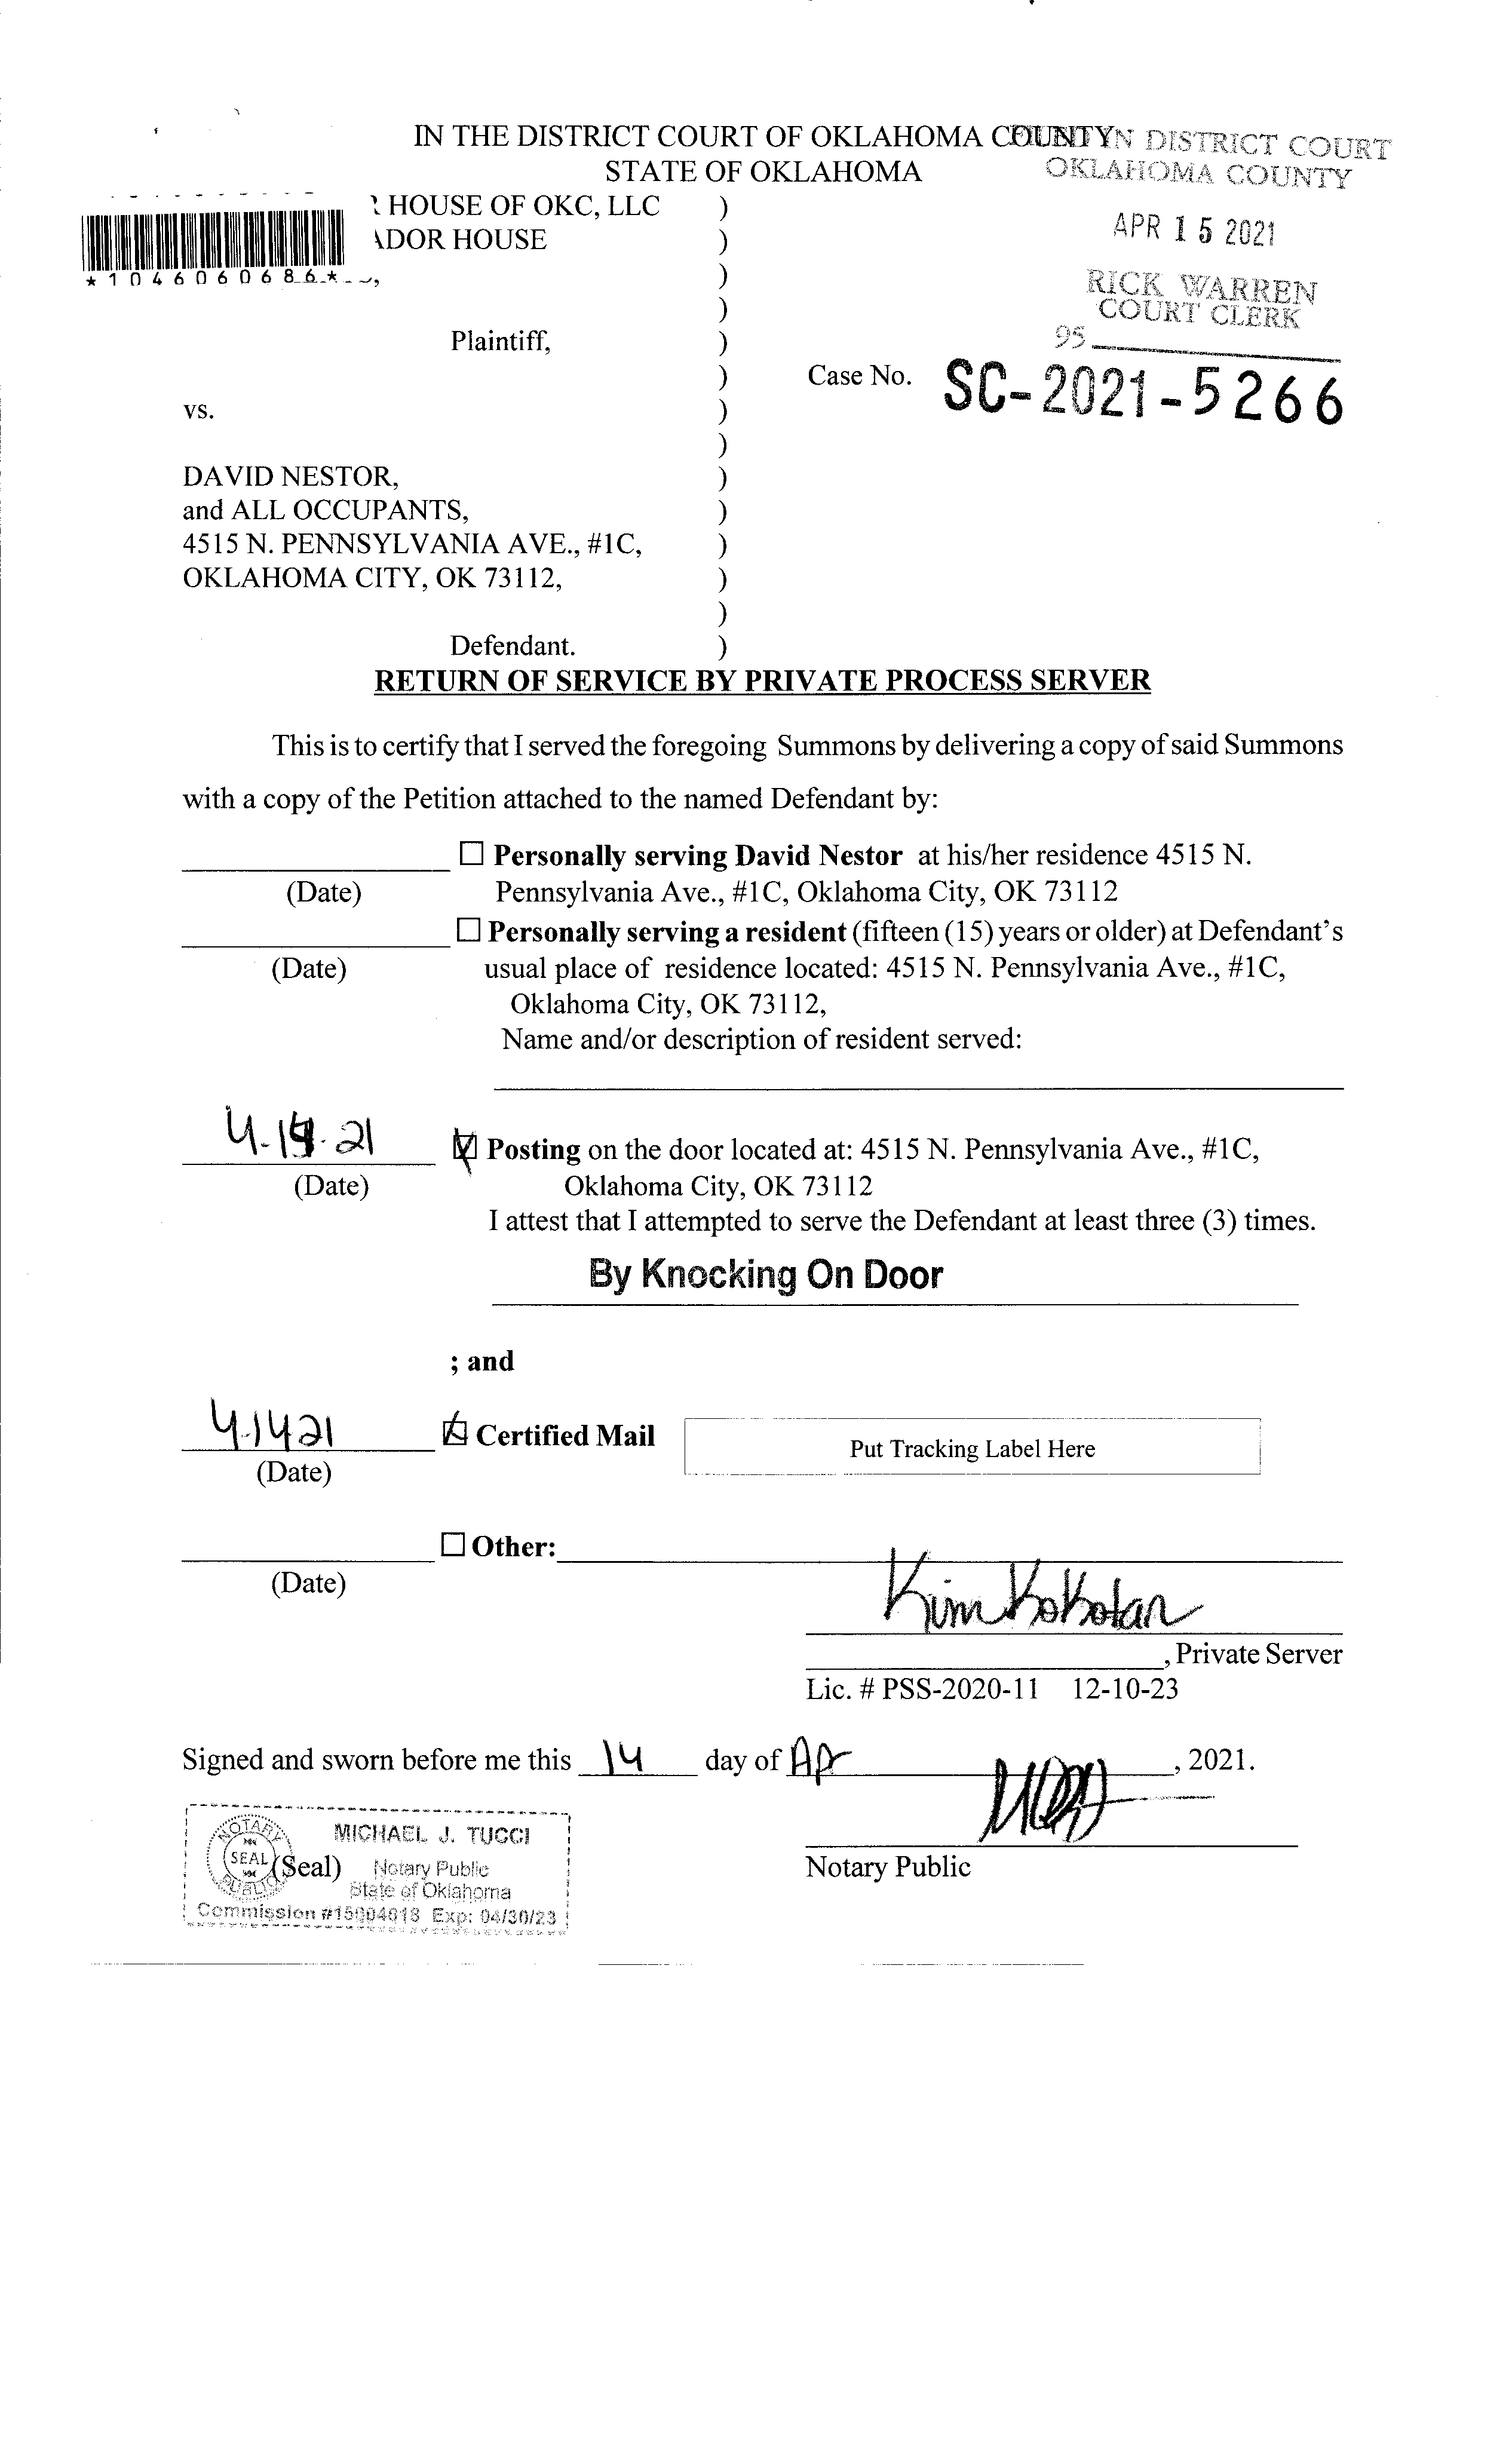 IN THE DISTRICT COURT OF OKLAHOMA COUNTY
STATE OF OKLAHOMA
IN DISTRICT COURT
OKLAHOMA COUNTY
APR 15 2021
RICK WARREN
COURT CLERK
95
HOUSE OF OKC, LLC )
ADOR HOUSE )
*1046060686* , )
)
Plaintiff, )
) Case No. SC-2021-5266
vs. )
)
DAVID NESTOR, )
and ALL OCCUPANTS, )
4515 N. PENNSYLVANIA AVE., #1C, )
OKLAHOMA CITY, OK 73112, )
)
Defendant. )
RETURN OF SERVICE BY PRIVATE PROCESS SERVER
This is to certify that I served the foregoing Summons by delivering a copy of said Summons
with a copy of the Petition attached to the named Defendant by:
☐ Personally serving David Nestor at his/her residence 4515 N.
(Date) Pennsylvania Ave., #1C, Oklahoma City, OK 73112
☐ Personally serving a resident (fifteen (15) years or older) at Defendant's
(Date) usual place of residence located: 4515 N. Pennsylvania Ave., #1C,
Oklahoma City, OK 73112,
Name and/or description of resident served:
Posting on the door located at: 4515 N. Pennsylvania Ave., #1C,
(Date) Oklahoma City, OK 73112
I attest that I attempted to serve the Defendant at least three (3) times.
By Knocking On Door
; and
4-14 21 Certified Mail Put Tracking Label Here
(Date)
☐ Other:
(Date)
Kim Kokotan
, Private Server
Lic. # PSS-2020-11 12-10-23
Signed and sworn before me this 14 day of Apr , 2021.
NOTARY SEAL PUBLIC
MICHAEL J. TUCCI
(Seal) Notary Public
State of Oklahoma
Commission #15004618 Exp: 04/30/23
Notary Public